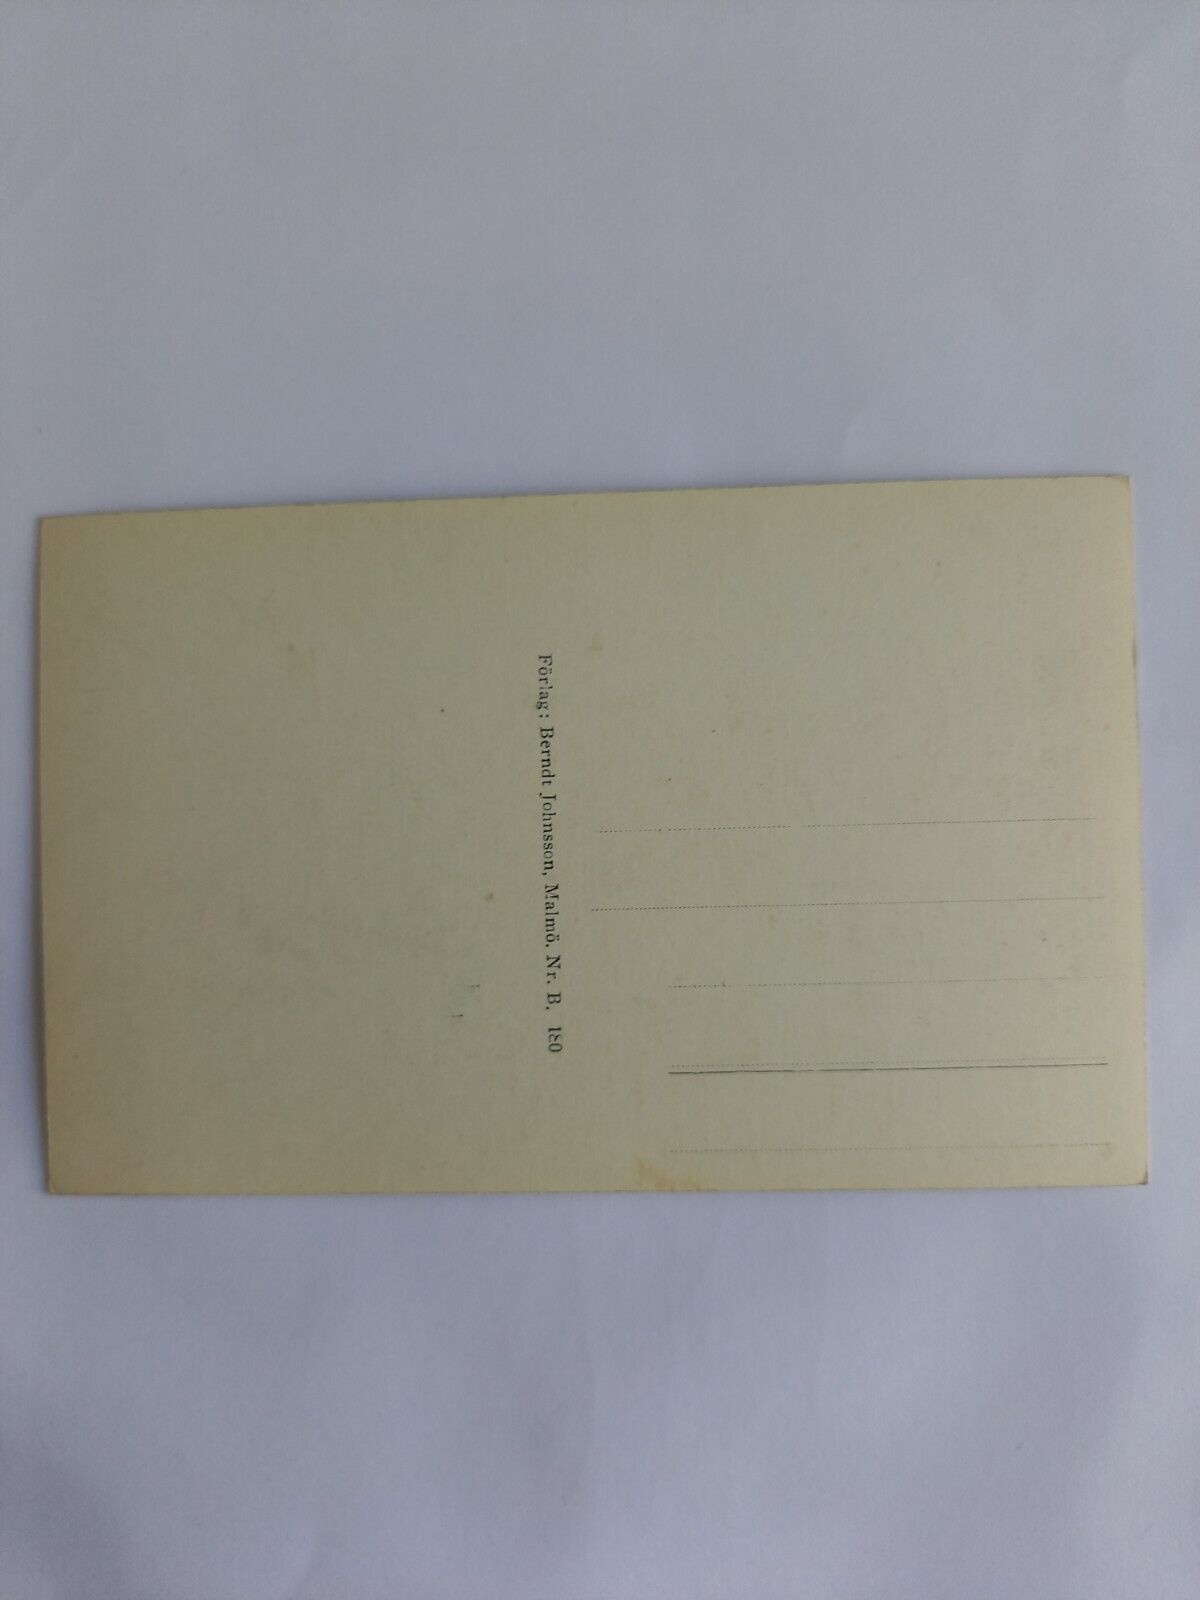 Förlag: Berndt Johnsson, Malmö. Nr. B. 180